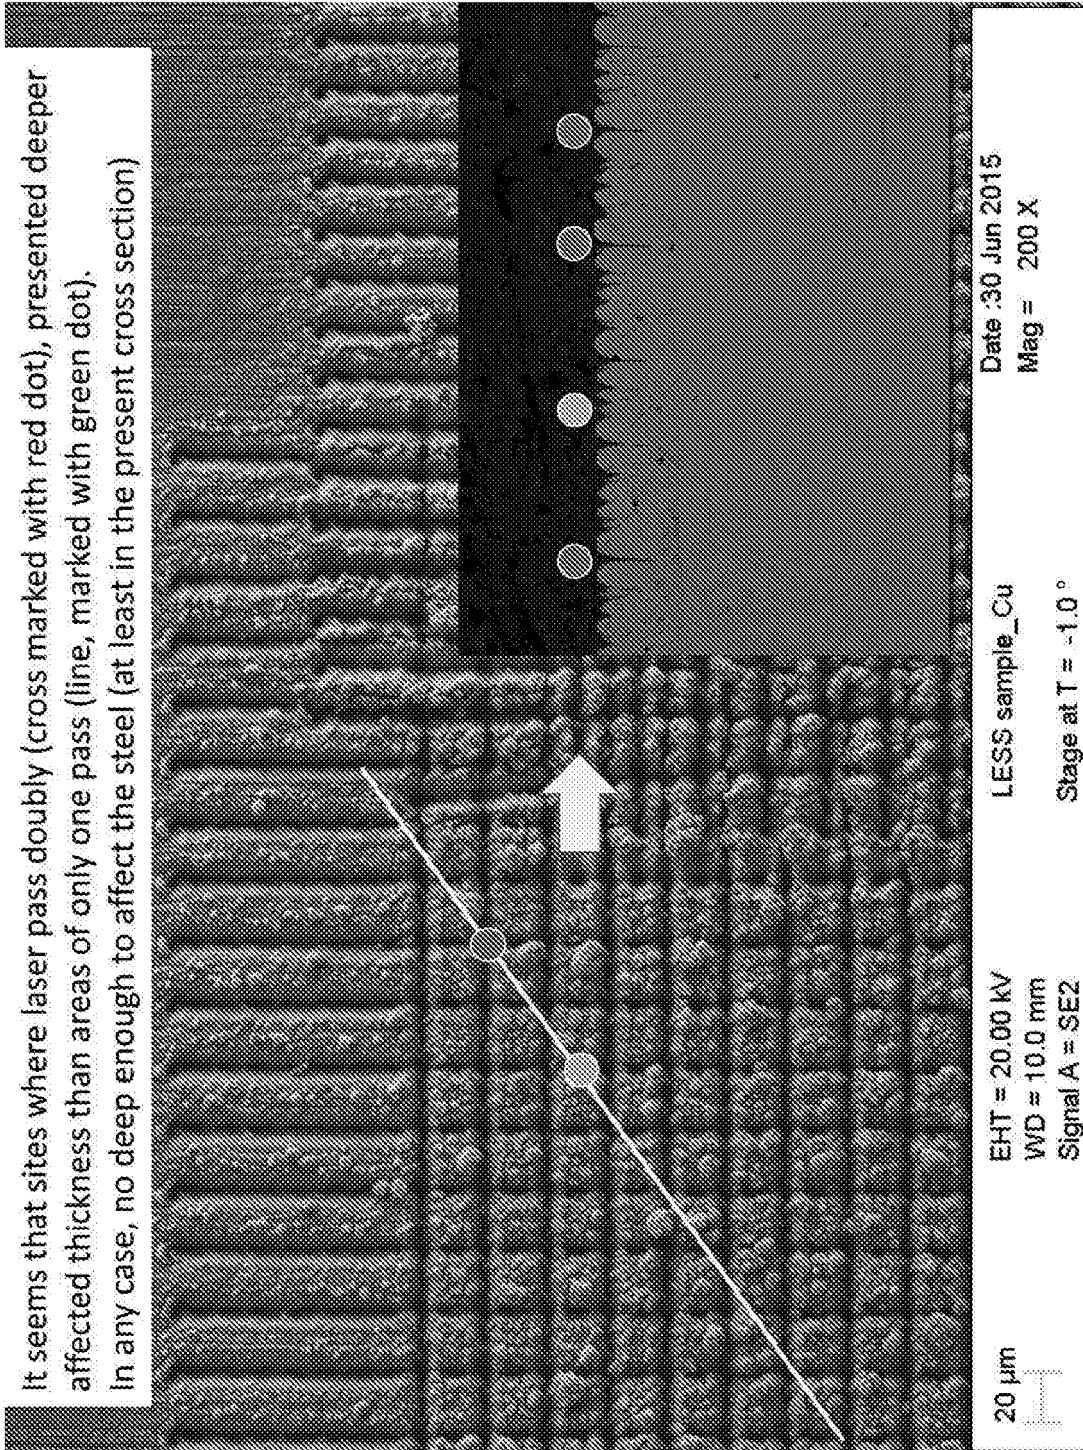 It seems that sites where laser pass doubly (cross marked with red dot), presented deeper
affected thickness than areas of only one pass (line, marked with green dot).
In any case, no deep enough to affect the steel (at least in the present cross section)
20 µm
EHT = 20.00 kV
WD = 10.0 mm
Signal A = SE2
LESS sample_Cu
Stage at T = -1.0 °
Date :30 Jun 2015
Mag = 200 X